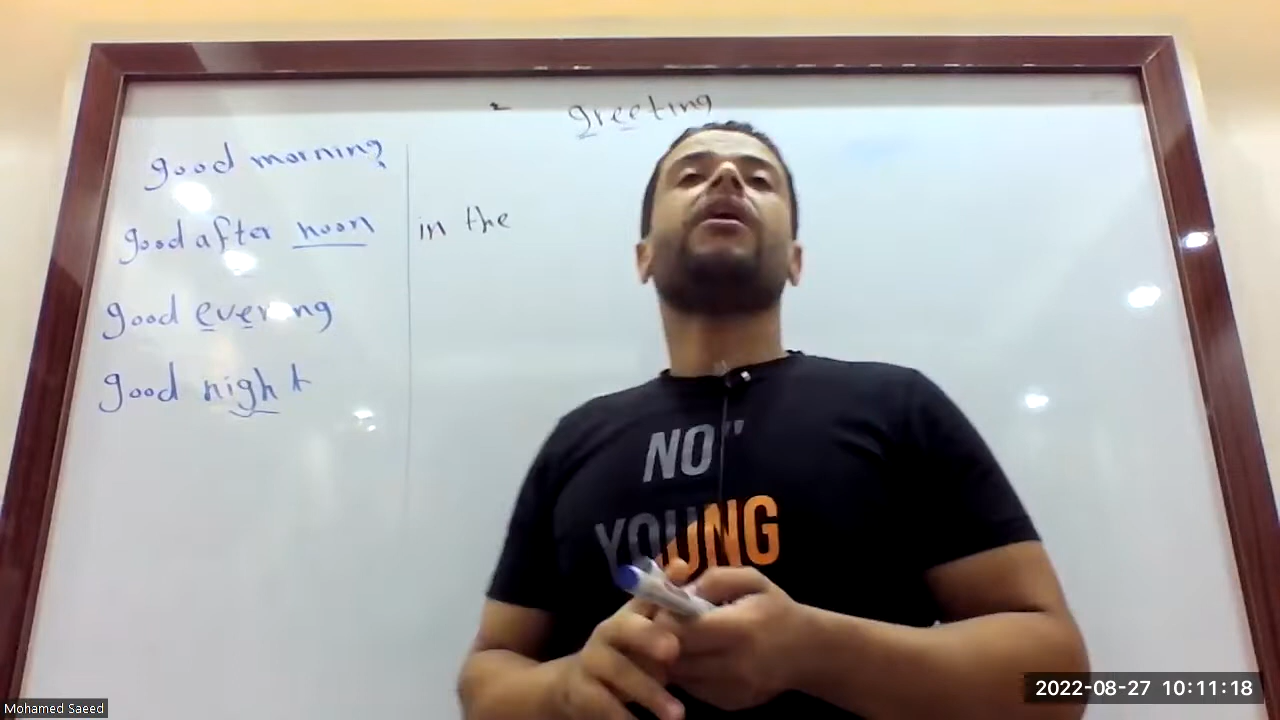 greeting
good morning
good after noon in the
good evening
good night
NOT
YOUNG
Mohamed Saeed
2022-08-27 10:11:18